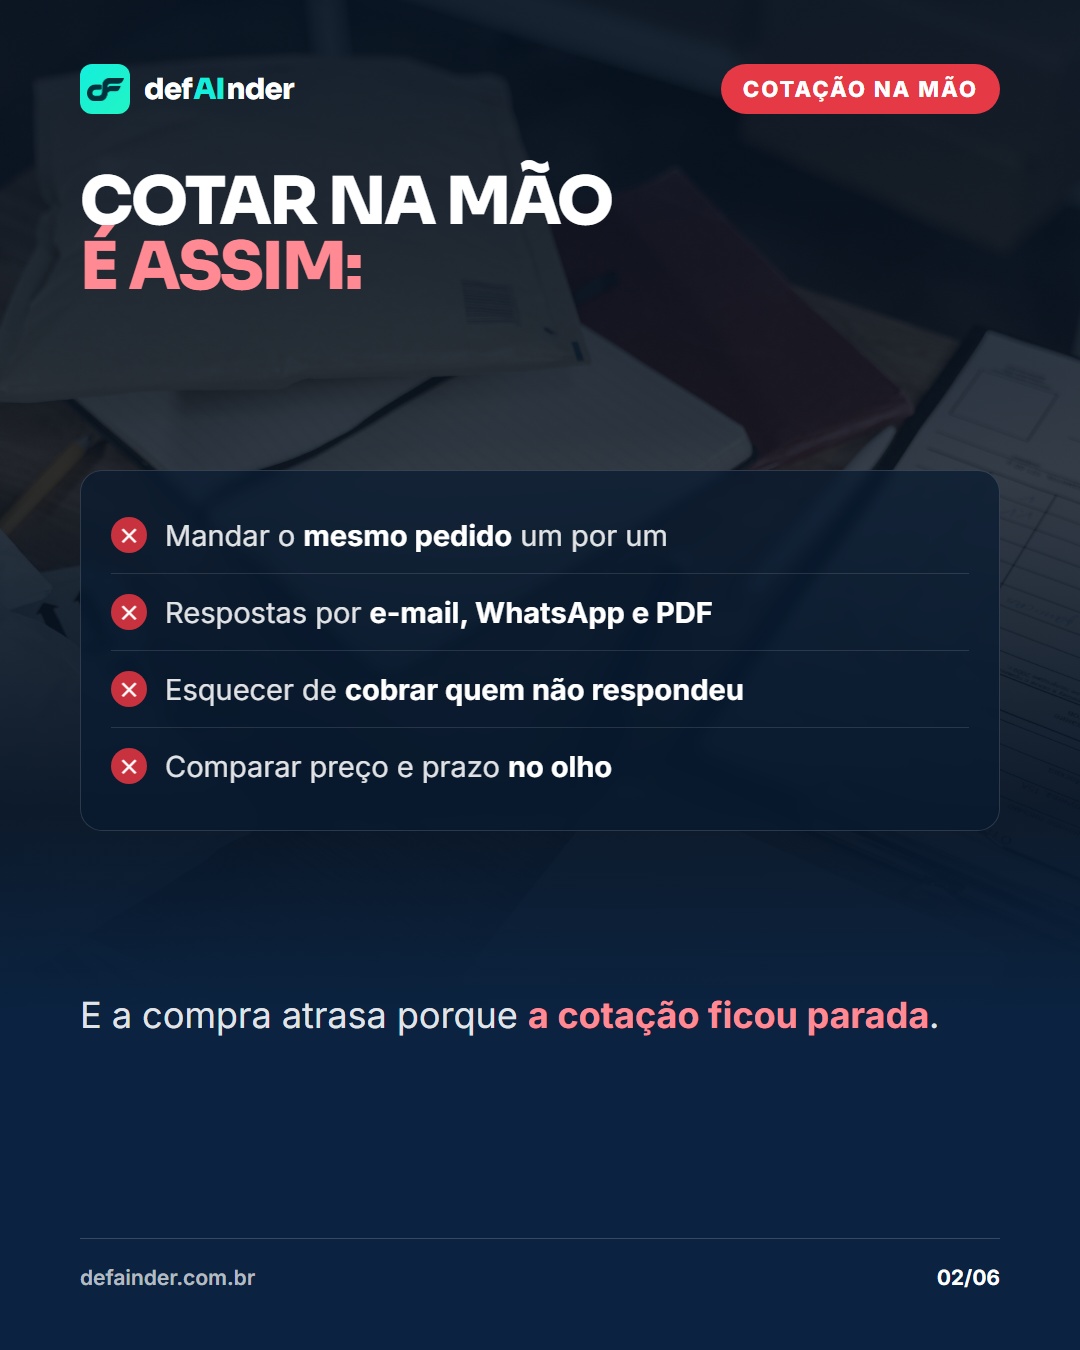 defAInder
COTAÇÃO NA MÃO
COTAR NA MÃO
É ASSIM:
Mandar o mesmo pedido um por um
Respostas por e-mail, WhatsApp e PDF
Esquecer de cobrar quem não respondeu
Comparar preço e prazo no olho
E a compra atrasa porque a cotação ficou parada.
defainder.com.br
02/06